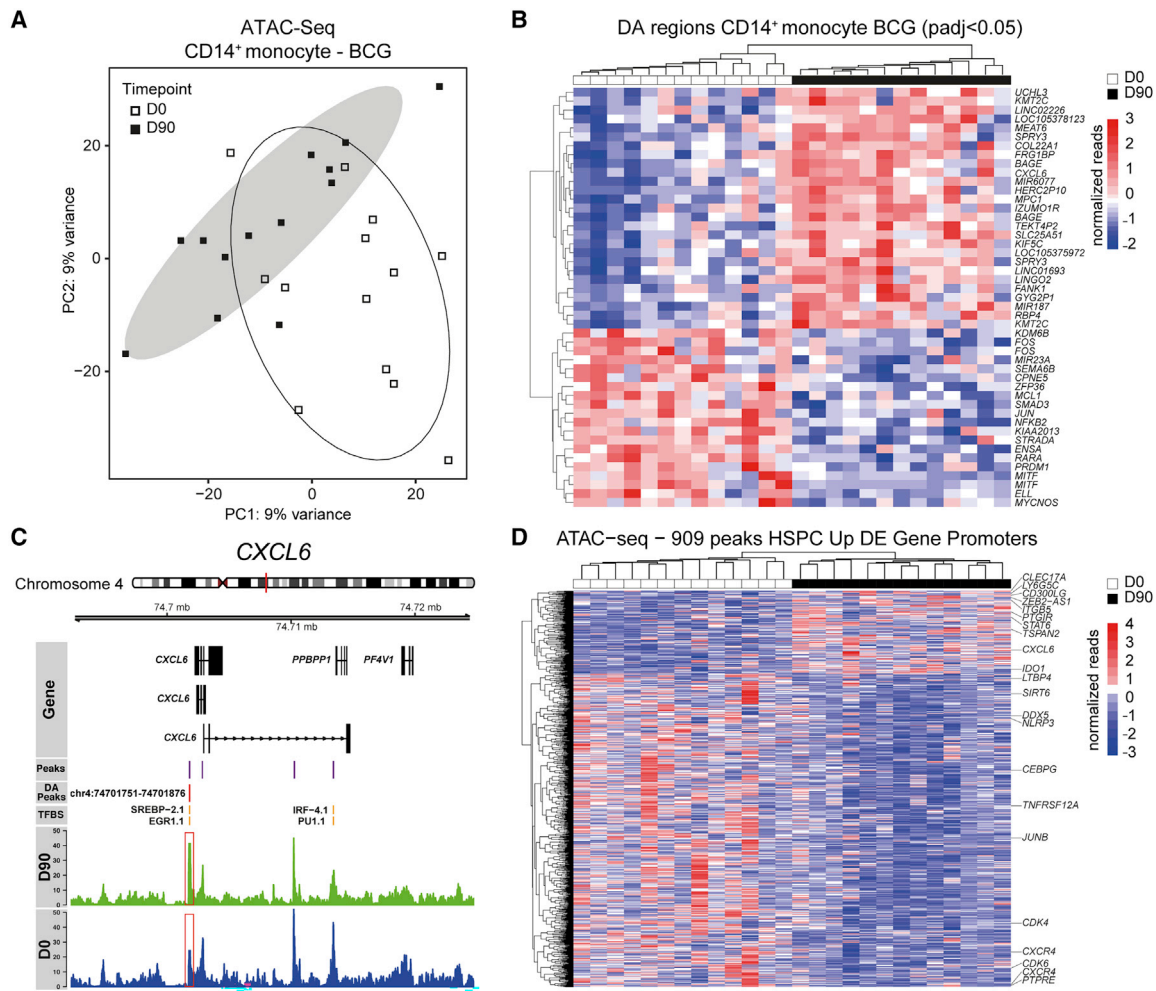 A
ATAC-Seq
CD14⁺ monocyte - BCG
Timepoint
D0
D90
20
0
−20
−20
0
20
PC2: 9% variance
PC1: 9% variance
B
DA regions CD14⁺ monocyte BCG (padj<0.05)
UCHL3
KMT2C
LINC02226
LOC105378123
MEAT6
SPRY3
COL22A1
FRG1BP
BAGE
CXCL6
MIR6077
HERC2P10
MPC1
IZUMO1R
BAGE
TEKT4P2
SLC25A51
KIF5C
LOC105375972
SPRY3
LINC01693
LINGO2
FANK1
GYG2P1
MIR187
RBP4
KMT2C
KDM6B
FOS
FOS
MIR23A
SEMA6B
CPNE5
ZFP36
MCL1
SMAD3
JUN
NFKB2
KIAA2013
STRADA
ENSA
RARA
PRDM1
MITF
MITF
ELL
MYCNOS
D0
D90
normalized reads
3
2
1
0
-1
-2
C
CXCL6
Chromosome 4
74.7 mb
74.72 mb
74.71 mb
Gene
CXCL6
PPBPP1
PF4V1
CXCL6
CXCL6
Peaks
DA
Peaks
chr4:74701751-74701876
TFBS
SREBP−2.1
IRF−4.1
EGR1.1
PU1.1
D90
50
40
30
20
10
0
D0
50
40
30
20
10
0
D
ATAC−seq − 909 peaks HSPC Up DE Gene Promoters
CLEC17A
LY6G5C
CD300LG
ZEB2-AS1
ITGB5
PTGIR
STAT6
TSPAN2
CXCL6
IDO1
LTBP4
SIRT6
DDX5
NLRP3
CEBPG
TNFRSF12A
JUNB
CDK4
CXCR4
CDK6
CXCR4
PTPRE
D0
D90
normalized reads
4
3
2
1
0
-1
-2
-3